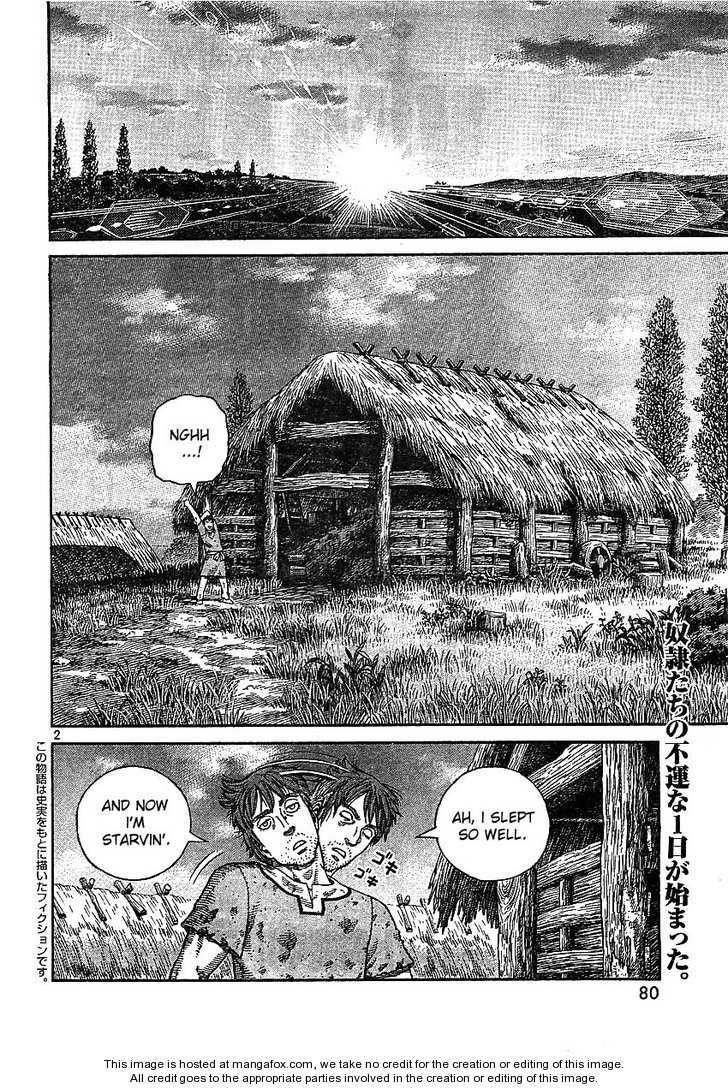 NGHH
...!
奴隷たちの不運な1日が始まった。
2
AH, I SLEPT
SO WELL.
ゴキ
ゴキ
AND NOW
I'M
STARVIN'.
この物語は史実をもとに描いたフィクションです。
80
This image is hosted at mangafox.com, we take no credit for the creation or editing of this image.
All credit goes to the appropriate parties involved in the creation or editing of this image.